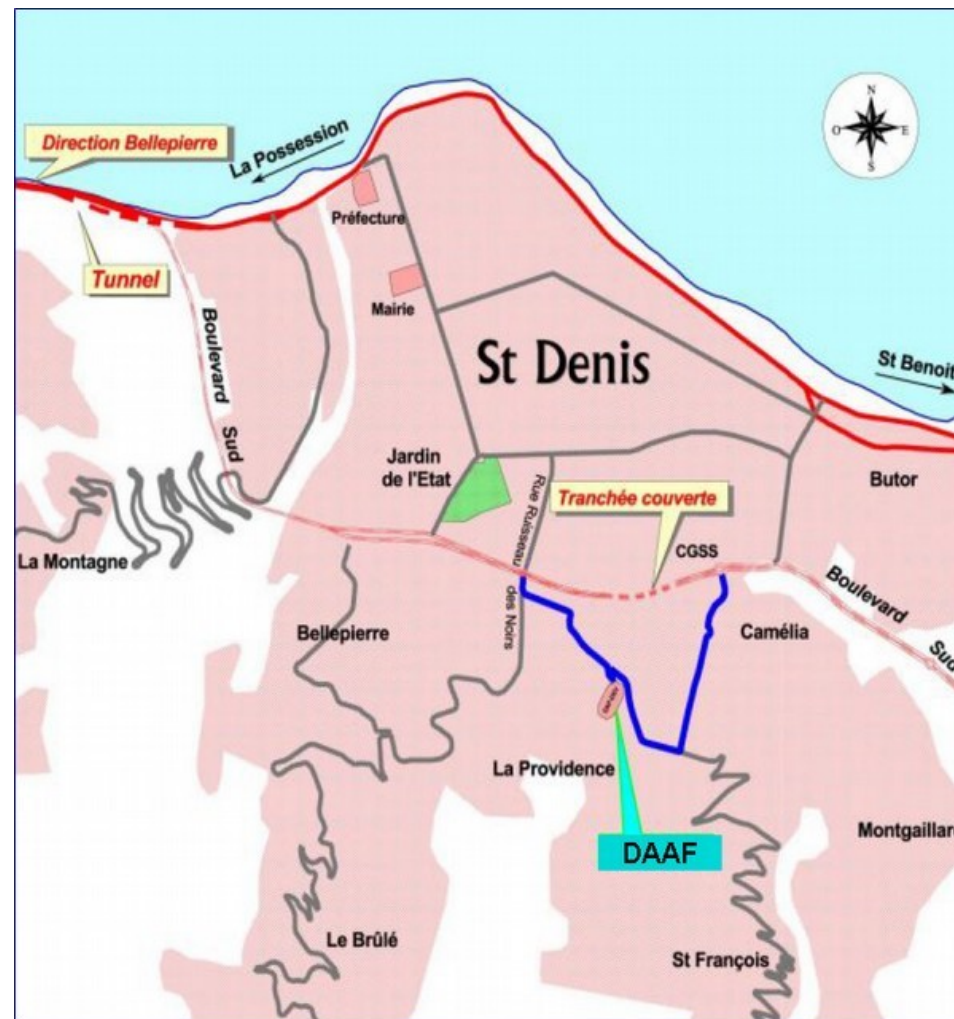 N
O
E
S
Direction Bellepierre
La Possession
Préfecture
Tunnel
Mairie
Boulevard
Sud
St Denis
St Benoit
Jardin
de l'Etat
Rue Ruisseau
des Noirs
Tranchée couverte
Butor
La Montagne
CGSS
Boulevard
Sud
Bellepierre
Camélia
La Providence
DAAF
Montgaillard
Le Brûlé
St François